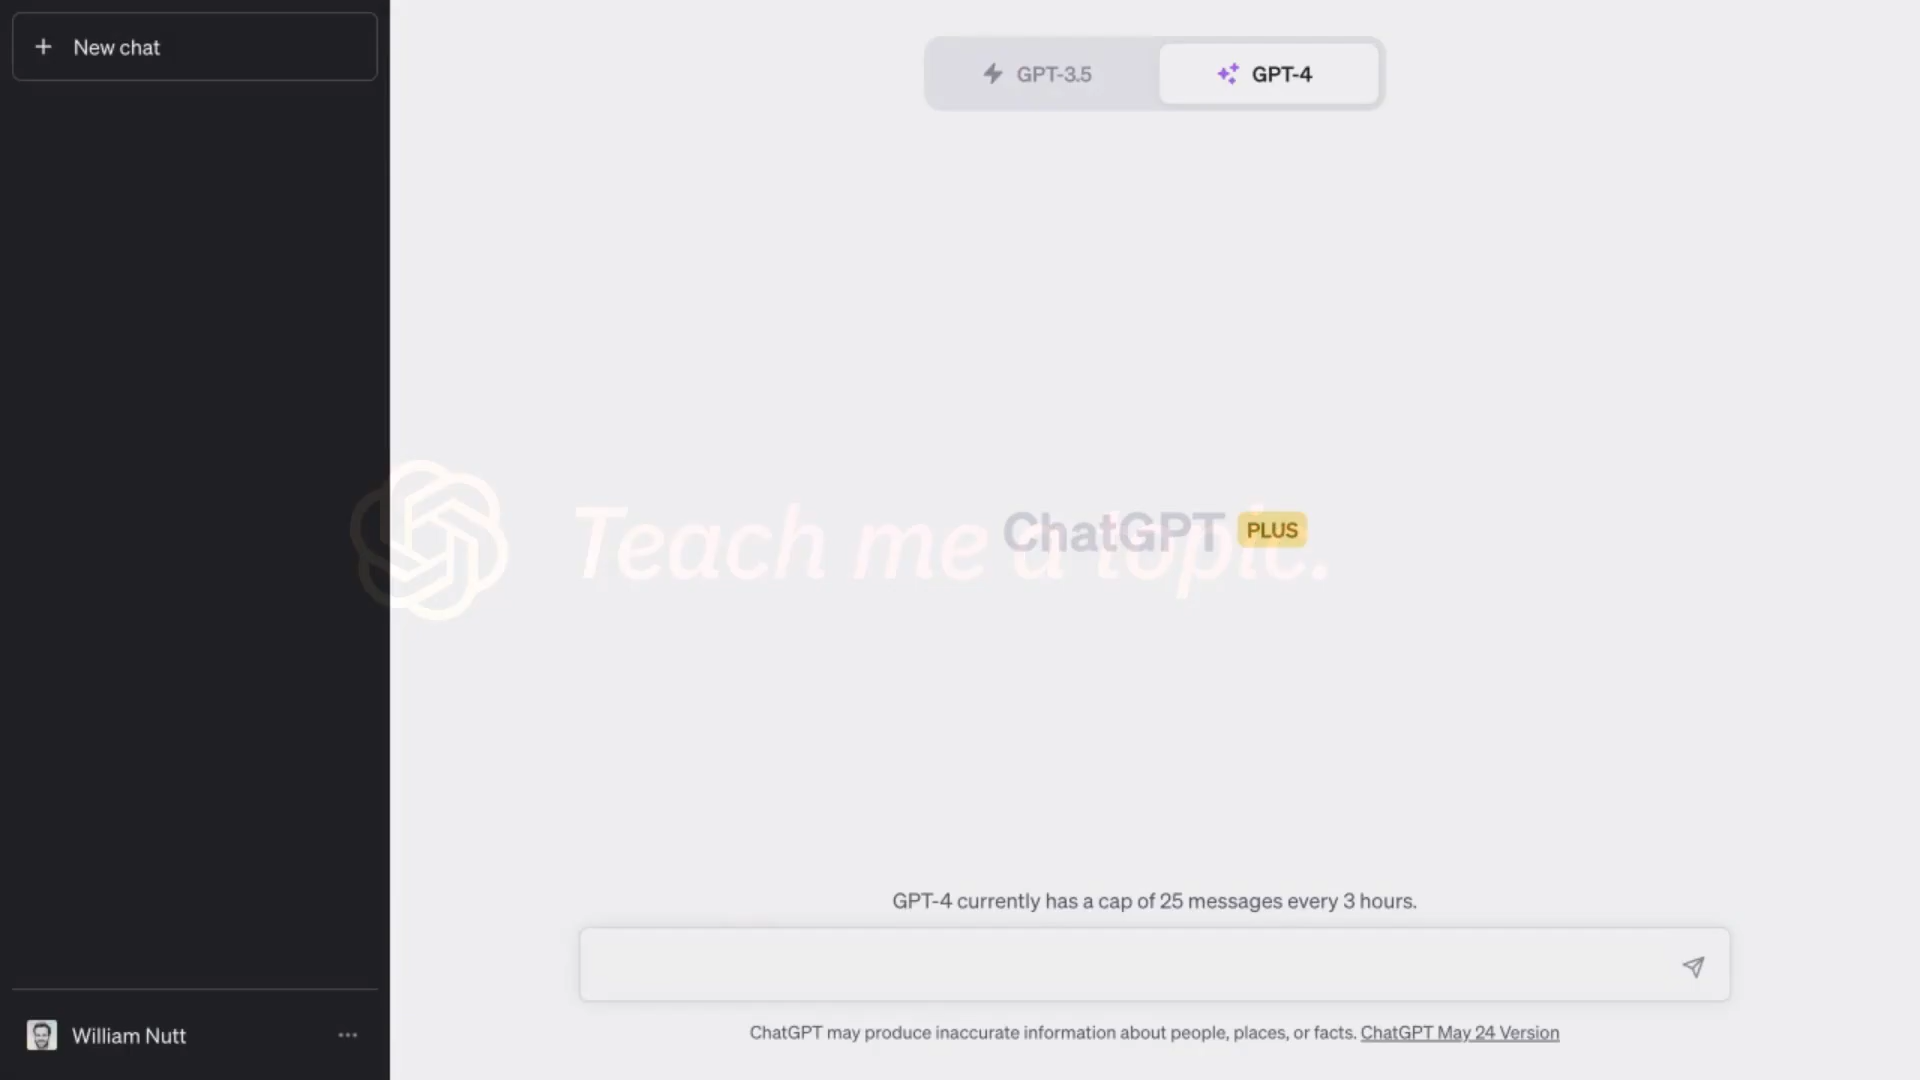 New chat
GPT-3.5
GPT-4
Teach me a topic.
ChatGPT PLUS
GPT-4 currently has a cap of 25 messages every 3 hours.
ChatGPT may produce inaccurate information about people, places, or facts. ChatGPT May 24 Version
William Nutt